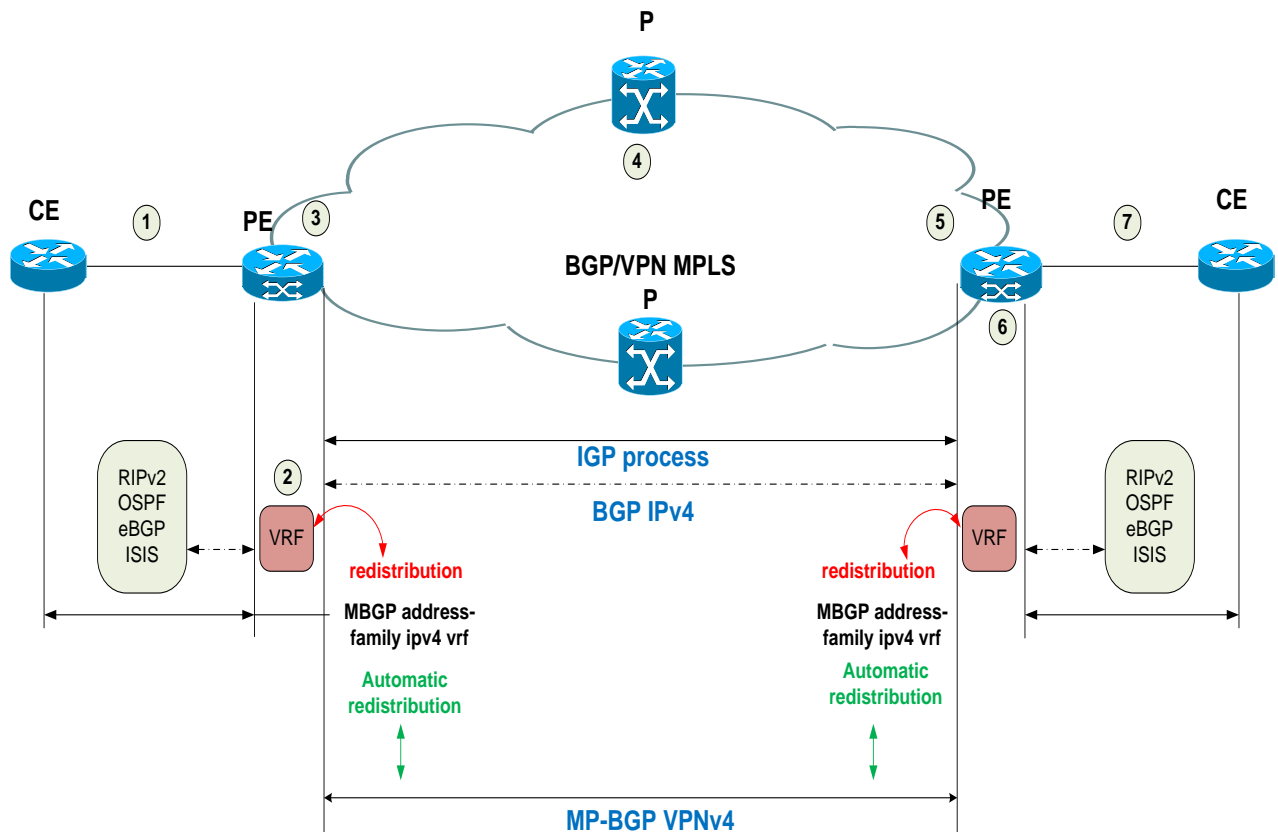 P
4
CE
1
PE
3
5
PE
7
CE
BGP/VPN MPLS
P
6
IGP process
RIPv2
OSPF
eBGP
ISIS
2
VRF
BGP IPv4
VRF
RIPv2
OSPF
eBGP
ISIS
redistribution
redistribution
MBGP address-
family ipv4 vrf
MBGP address-
family ipv4 vrf
Automatic
redistribution
Automatic
redistribution
MP-BGP VPNv4